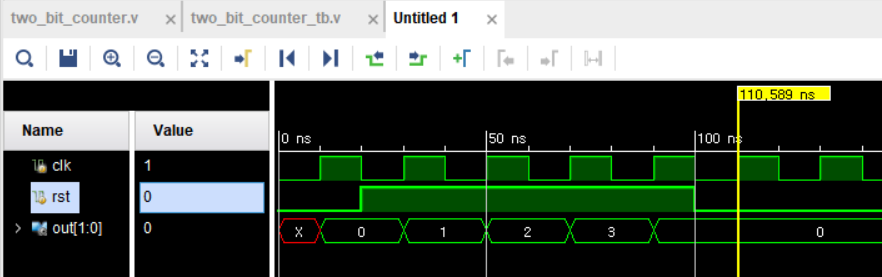 two_bit_counter.v × two_bit_counter_tb.v × Untitled 1 ×
110,589 ns
Name Value
0 ns 50 ns 100 ns
clk 1
rst 0
out[1:0] 0 X 0 1 2 3 0